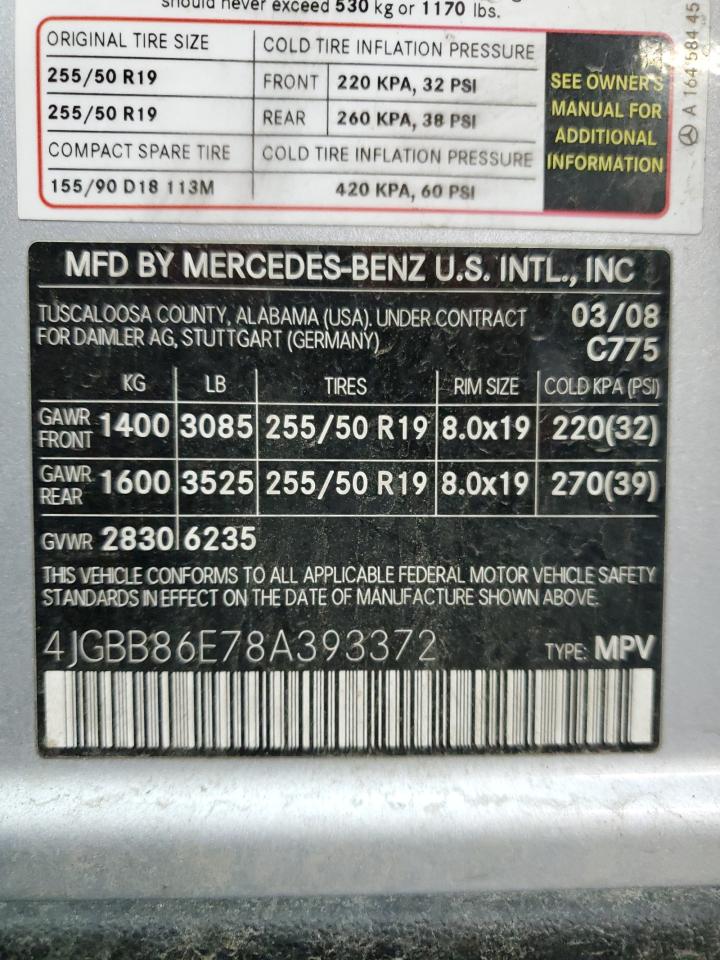 should never exceed 530 kg or 1170 lbs.
ORIGINAL TIRE SIZE COLD TIRE INFLATION PRESSURE
255/50 R19 FRONT 220 KPA, 32 PSI
255/50 R19 REAR 260 KPA, 38 PSI
COMPACT SPARE TIRE COLD TIRE INFLATION PRESSURE
155/90 D18 113M 420 KPA, 60 PSI
SEE OWNER'S
MANUAL FOR
ADDITIONAL
INFORMATION
A 164 584 45
MFD BY MERCEDES-BENZ U.S. INTL., INC
TUSCALOOSA COUNTY, ALABAMA (USA). UNDER CONTRACT 03/08
FOR DAIMLER AG, STUTTGART (GERMANY) C775
KG LB TIRES RIM SIZE COLD KPA (PSI)
GAWR FRONT 1400 3085 255/50 R19 8.0x19 220(32)
GAWR REAR 1600 3525 255/50 R19 8.0x19 270(39)
GVWR 2830 6235
THIS VEHICLE CONFORMS TO ALL APPLICABLE FEDERAL MOTOR VEHICLE SAFETY
STANDARDS IN EFFECT ON THE DATE OF MANUFACTURE SHOWN ABOVE.
4JGBB86E78A393372 TYPE: MPV